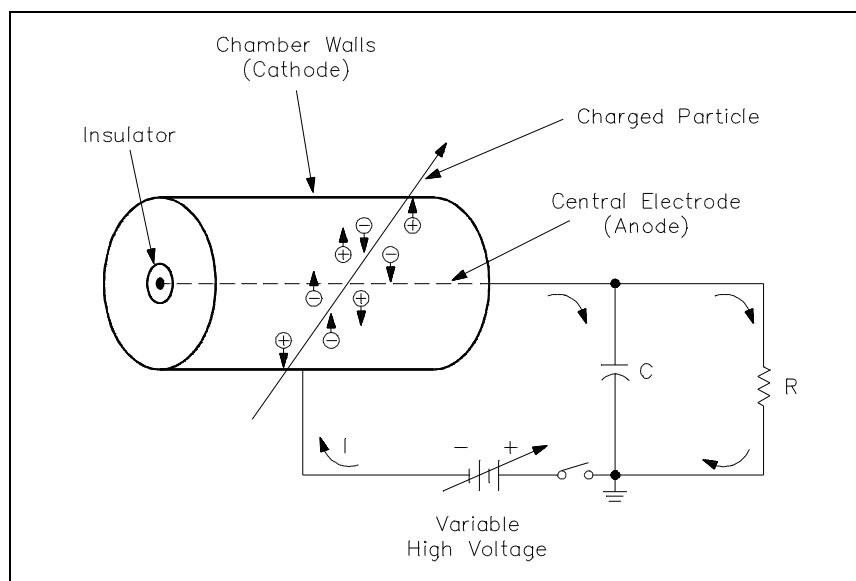 Chamber Walls
(Cathode)
Insulator
Charged Particle
Central Electrode
(Anode)
C
R
I
− +
Variable
High Voltage